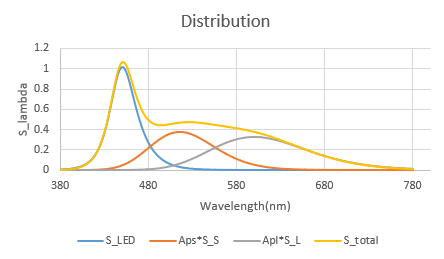 Distribution
1.2
1
0.8
0.6
0.4
0.2
0
S_lambda
380 480 580 680 780
Wavelength(nm)
S_LED Aps*S_S Apl*S_L S_total